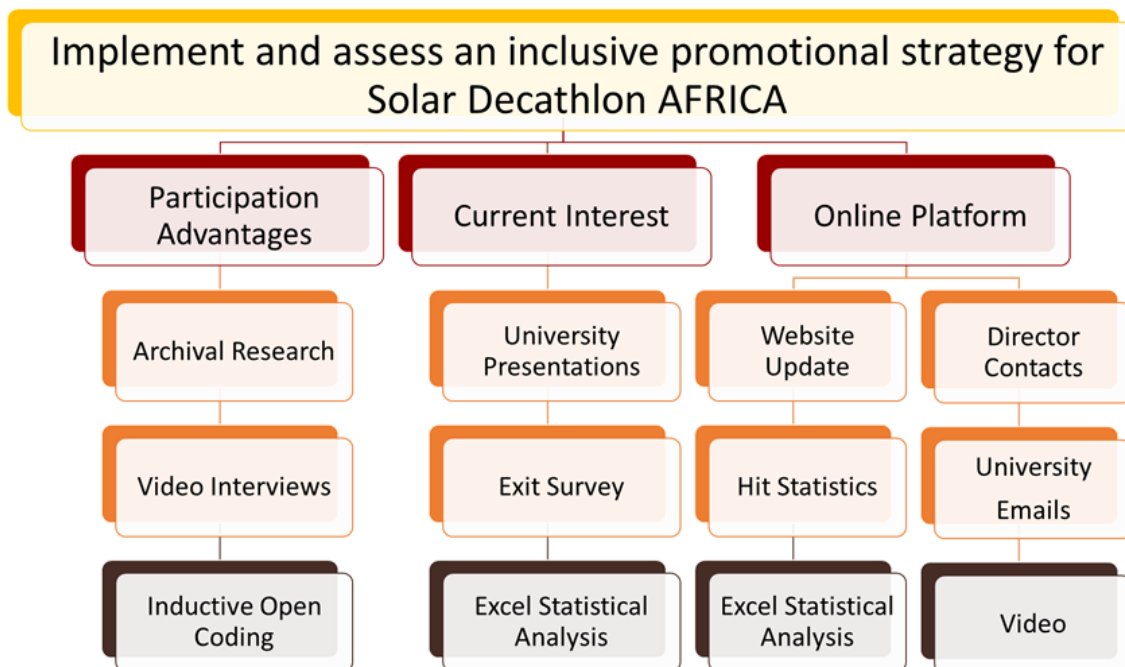 Implement and assess an inclusive promotional strategy for
Solar Decathlon AFRICA
Participation
Advantages
Current Interest
Online Platform
Archival Research
University
Presentations
Website
Update
Director
Contacts
Video Interviews
Exit Survey
Hit Statistics
University
Emails
Inductive Open
Coding
Excel Statistical
Analysis
Excel Statistical
Analysis
Video